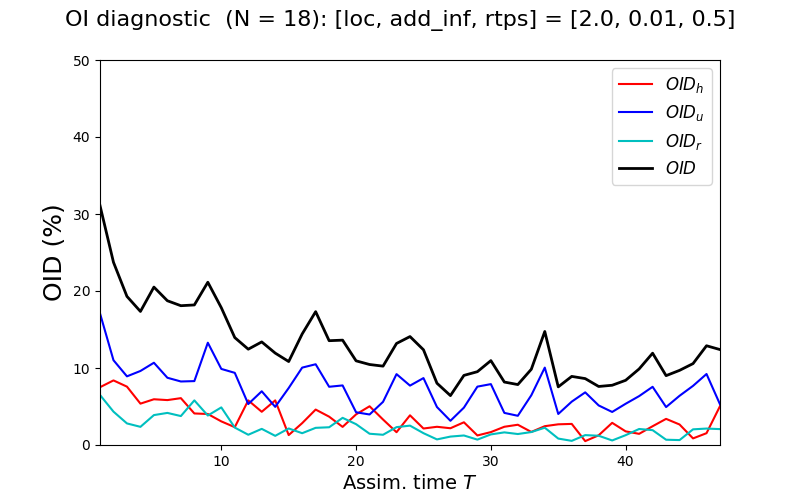 OI diagnostic (N = 18): [loc, add_inf, rtps] = [2.0, 0.01, 0.5]
50
40
30
20
10
0
OID (%)
OID_h
OID_u
OID_r
OID
10
20
30
40
Assim. time T